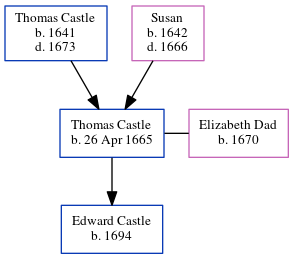 Thomas Castle
b. 1641
d. 1673
Susan
b. 1642
d. 1666
Thomas Castle
b. 26 Apr 1665
Elizabeth Dad
b. 1670
Edward Castle
b. 1694